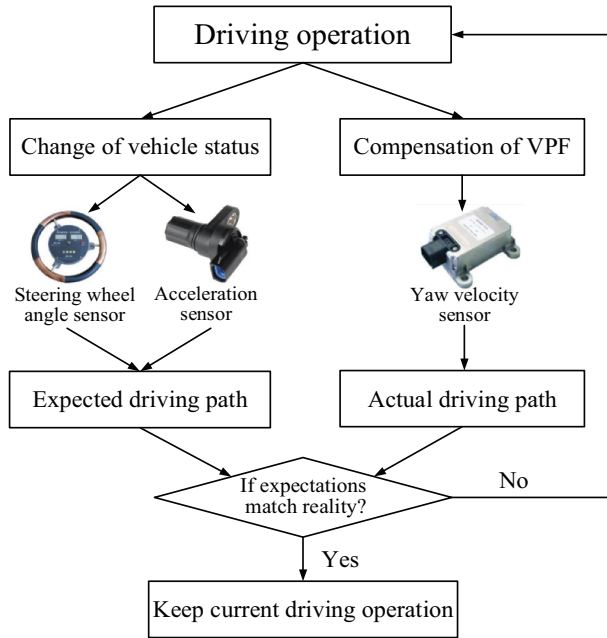 Driving operation
Change of vehicle status
Compensation of VPF
Steering wheel
angle sensor
Acceleration
sensor
Yaw velocity
sensor
Expected driving path
Actual driving path
If expectations
match reality?
No
Yes
Keep current driving operation